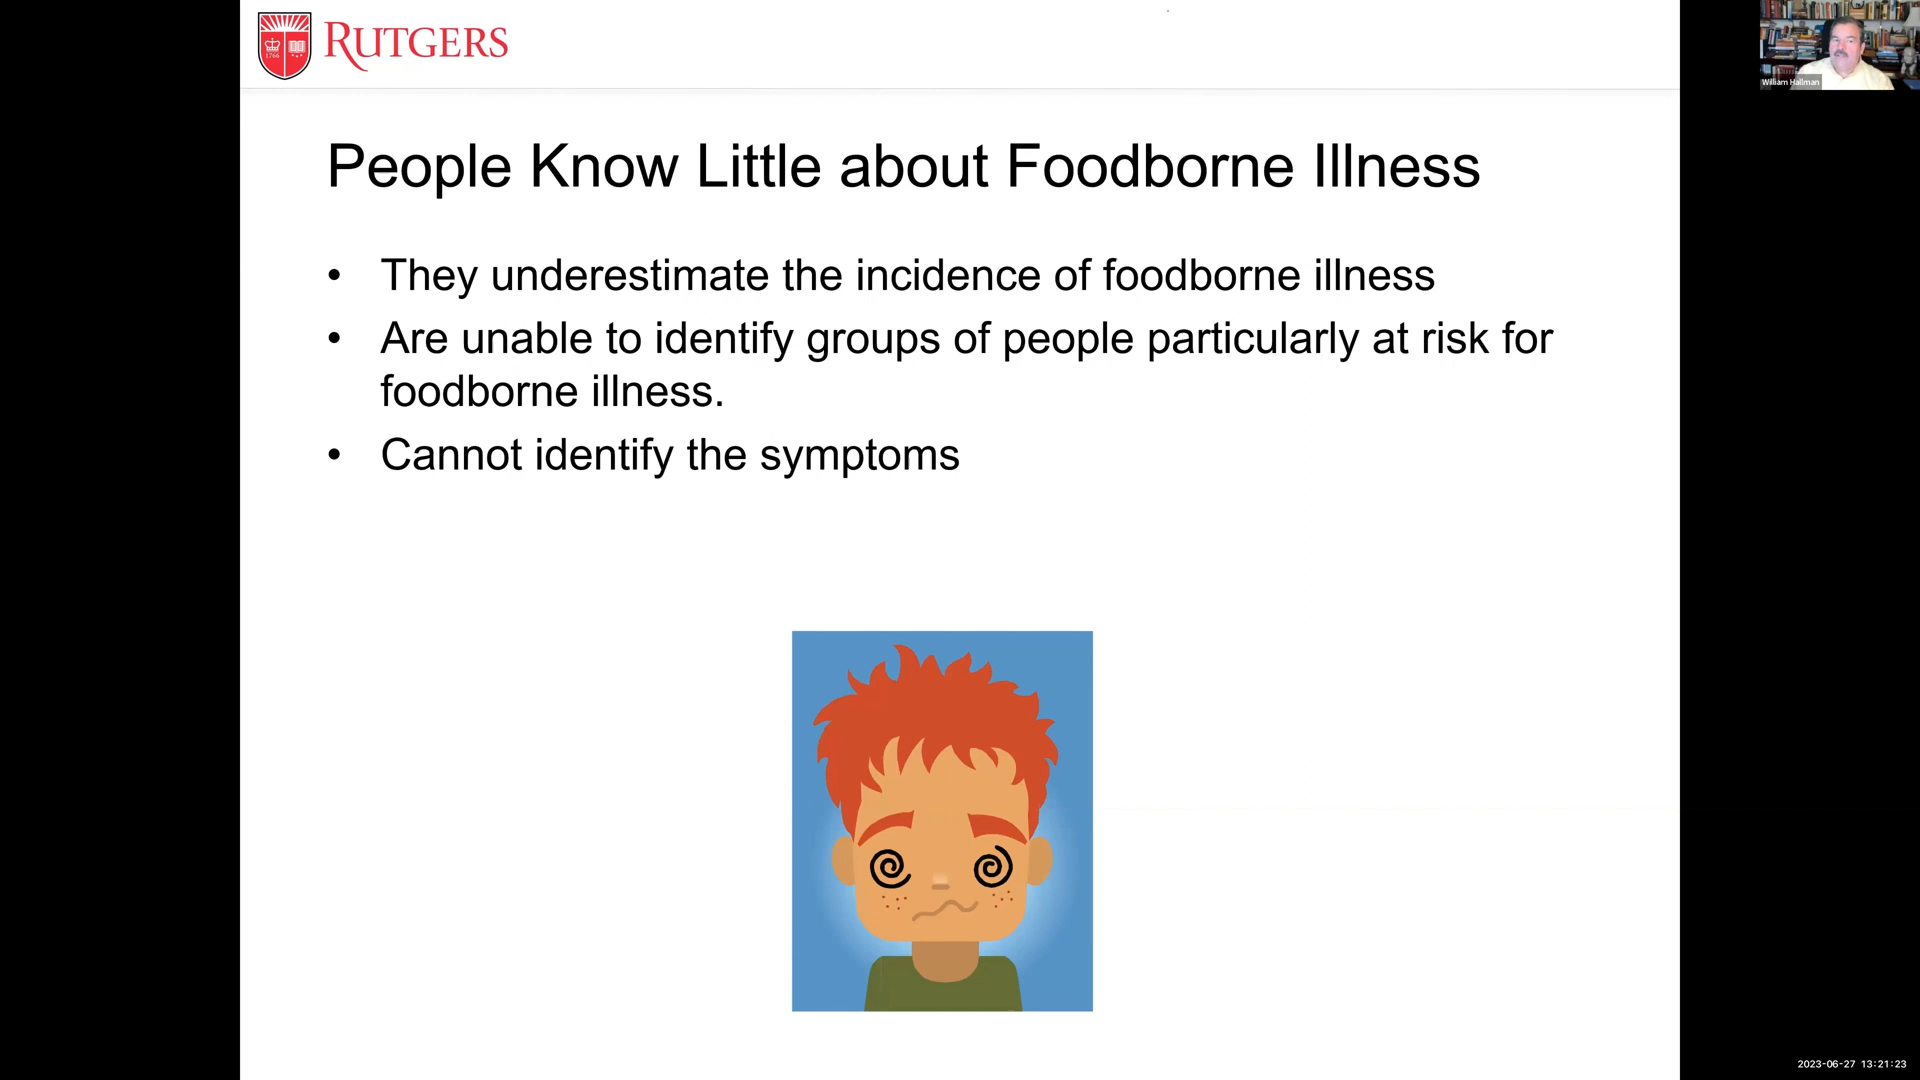 1766
RUTGERS
William Hallman
People Know Little about Foodborne Illness
• They underestimate the incidence of foodborne illness
• Are unable to identify groups of people particularly at risk for
foodborne illness.
• Cannot identify the symptoms
2023-06-27 13:21:23